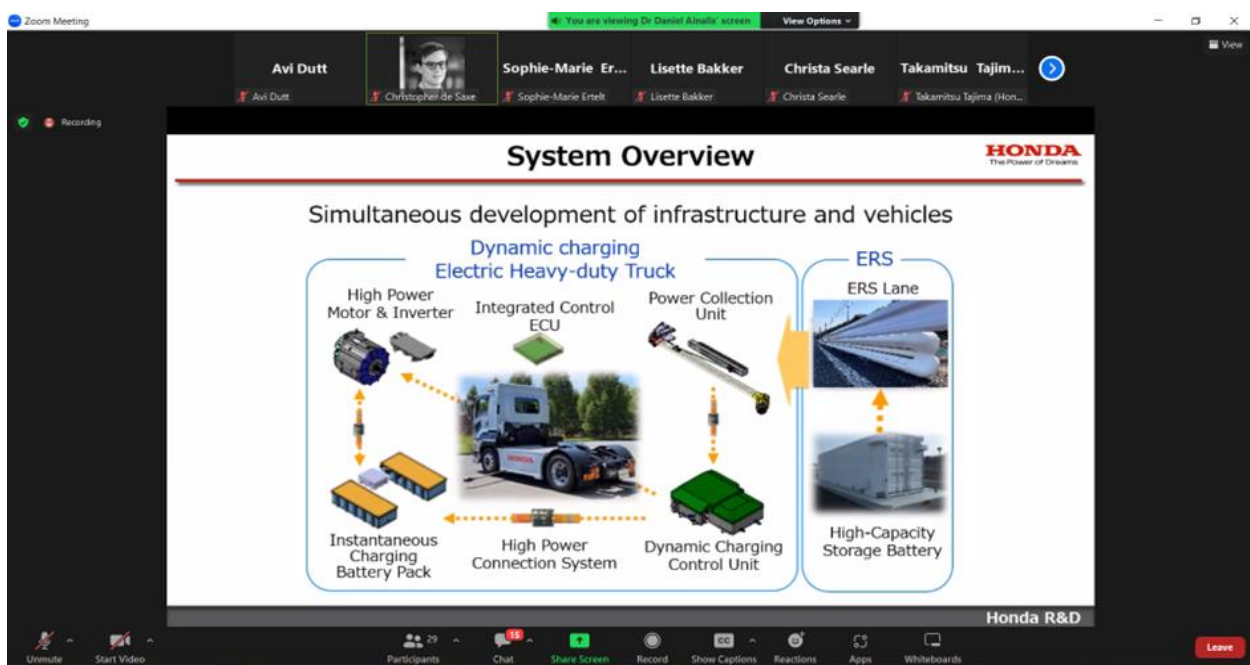 Zoom Meeting
You are viewing Dr Daniel Ainalis' screen
View Options
View
Avi Dutt
Sophie-Marie Er...
Lisette Bakker
Christa Searle
Takamitsu Tajim...
Avi Dutt
Christopher de Saxe
Sophie-Marie Ertelt
Lisette Bakker
Christa Searle
Takamitsu Tajima (Hon...
Recording
System Overview
HONDA
The Power of Dreams
Simultaneous development of infrastructure and vehicles
Dynamic charging
Electric Heavy-duty Truck
High Power
Motor & Inverter
Integrated Control
ECU
Power Collection
Unit
HONDA
Instantaneous
Charging
Battery Pack
High Power
Connection System
Dynamic Charging
Control Unit
ERS
ERS Lane
High-Capacity
Storage Battery
Honda R&D
Unmute
Start Video
29
Participants
15
Chat
Share Screen
Record
CC
Show Captions
Reactions
Apps
Whiteboards
Leave